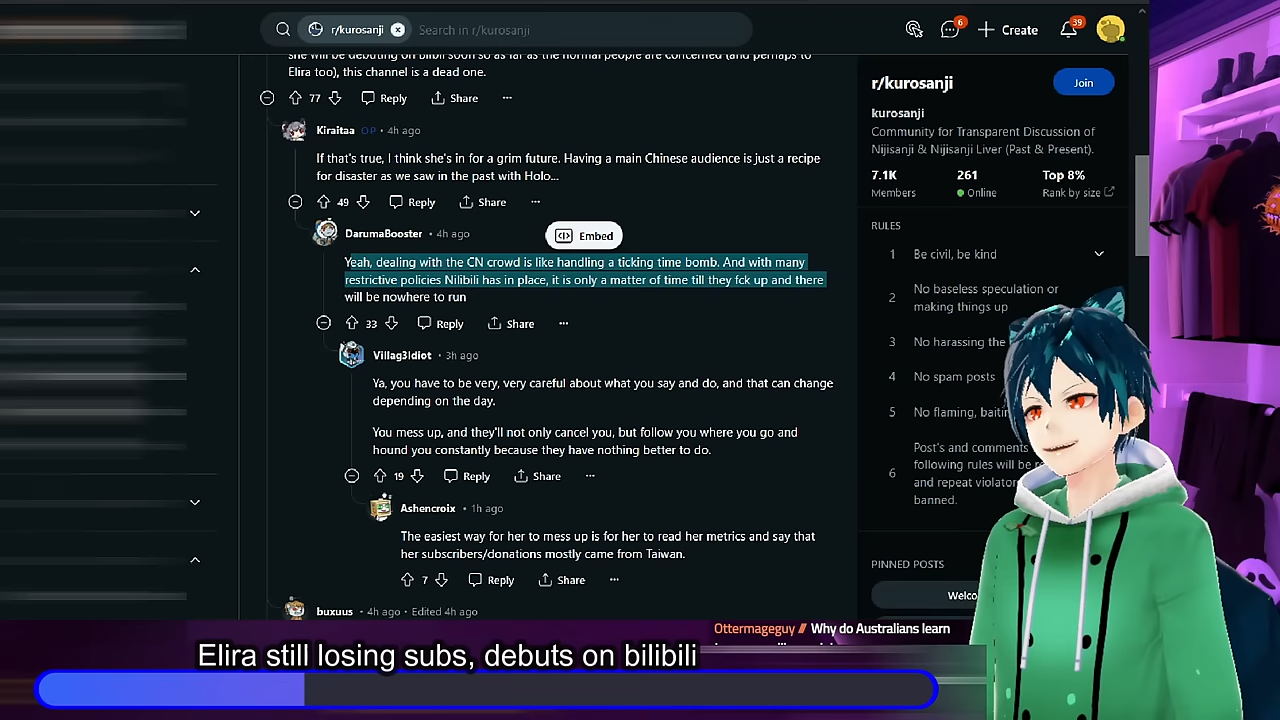 r/kurosanji
Search in r/kurosanji
6
Create
39
she will be debuting on bilibi soon so as far as the normal people are concerned (and perhaps to
Elira too), this channel is a dead one.
77
Reply
Share
Kiraitaa OP • 4h ago
If that's true, I think she's in for a grim future. Having a main Chinese audience is just a recipe
for disaster as we saw in the past with Holo...
49
Reply
Share
DarumaBooster • 4h ago
Embed
Yeah, dealing with the CN crowd is like handling a ticking time bomb. And with many
restrictive policies Nilibili has in place, it is only a matter of time till they fck up and there
will be nowhere to run
33
Reply
Share
Villag3Idiot • 3h ago
Ya, you have to be very, very careful about what you say and do, and that can change
depending on the day.
You mess up, and they'll not only cancel you, but follow you where you go and
hound you constantly because they have nothing better to do.
19
Reply
Share
Ashencroix • 1h ago
The easiest way for her to mess up is for her to read her metrics and say that
her subscribers/donations mostly came from Taiwan.
7
Reply
Share
buxuus • 4h ago • Edited 4h ago
r/kurosanji
Join
kurosanji
Community for Transparent Discussion of
Nijisanji & Nijisanji Liver (Past & Present).
7.1K 261 Top 8%
Members Online Rank by size
RULES
1 Be civil, be kind
2 No baseless speculation or
making things up
3 No harassing the
4 No spam posts
5 No flaming,
Post's and comments
following rules will be
6 and repeat
banned.
PINNED POSTS
Ottermageguy // Why do Australians learn
Elira still losing subs, debuts on bilibili